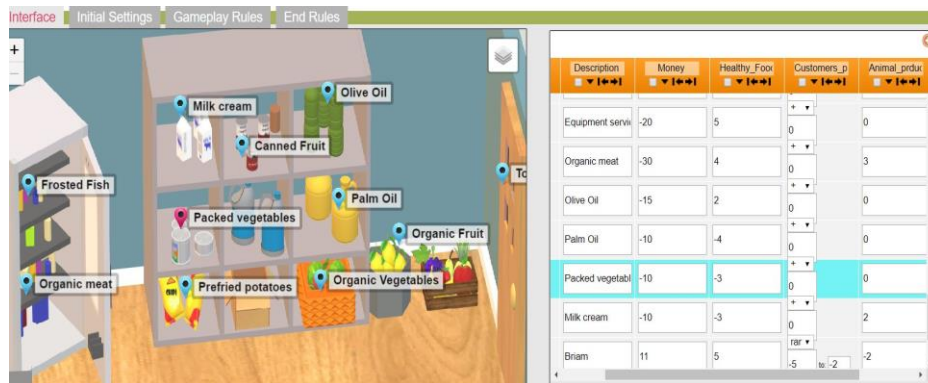 Interface Initial Settings Gameplay Rules End Rules
+
Olive Oil
Milk cream
Canned Fruit
To
Frosted Fish
Palm Oil
Packed vegetables
Organic Fruit
Organic meat
Prefried potatoes
Organic Vegetables
Description Money Healthy_Food Customers_p Animal_prduc
+
0
Equipment servi -20 5 0
+
0
Organic meat -30 4 3
+
0
Olive Oil -15 2 0
+
0
Palm Oil -10 -4 0
+
0
Packed vegetabl -10 -3 0
+
0
Milk cream -10 -3 2
rar
Briam 11 5 -5 to -2 -2